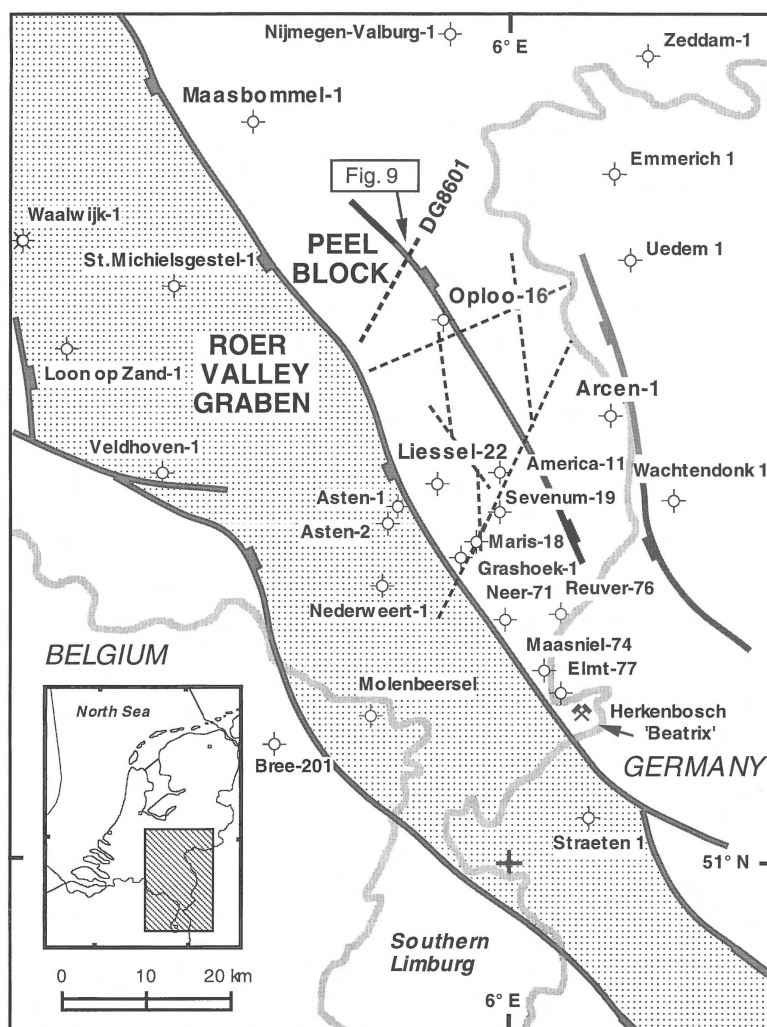 Nijmegen-Valburg-1
6° E
Zeddam-1
Maasbommel-1
Emmerich 1
Fig. 9
DG8601
Waalwijk-1
PEEL
BLOCK
Uedem 1
St.Michielsgestel-1
Oploo-16
ROER
VALLEY
GRABEN
Loon op Zand-1
Arcen-1
Veldhoven-1
Liessel-22
America-11
Wachtendonk 1
Asten-1
Sevenum-19
Asten-2
Maris-18
Grashoek-1
Nederweert-1
Neer-71
Reuver-76
BELGIUM
Maasniel-74
Elmt-77
Molenbeersel
North Sea
Herkenbosch
'Beatrix'
Bree-201
GERMANY
Straeten 1
51° N
Southern
Limburg
0 10 20 km
6° E